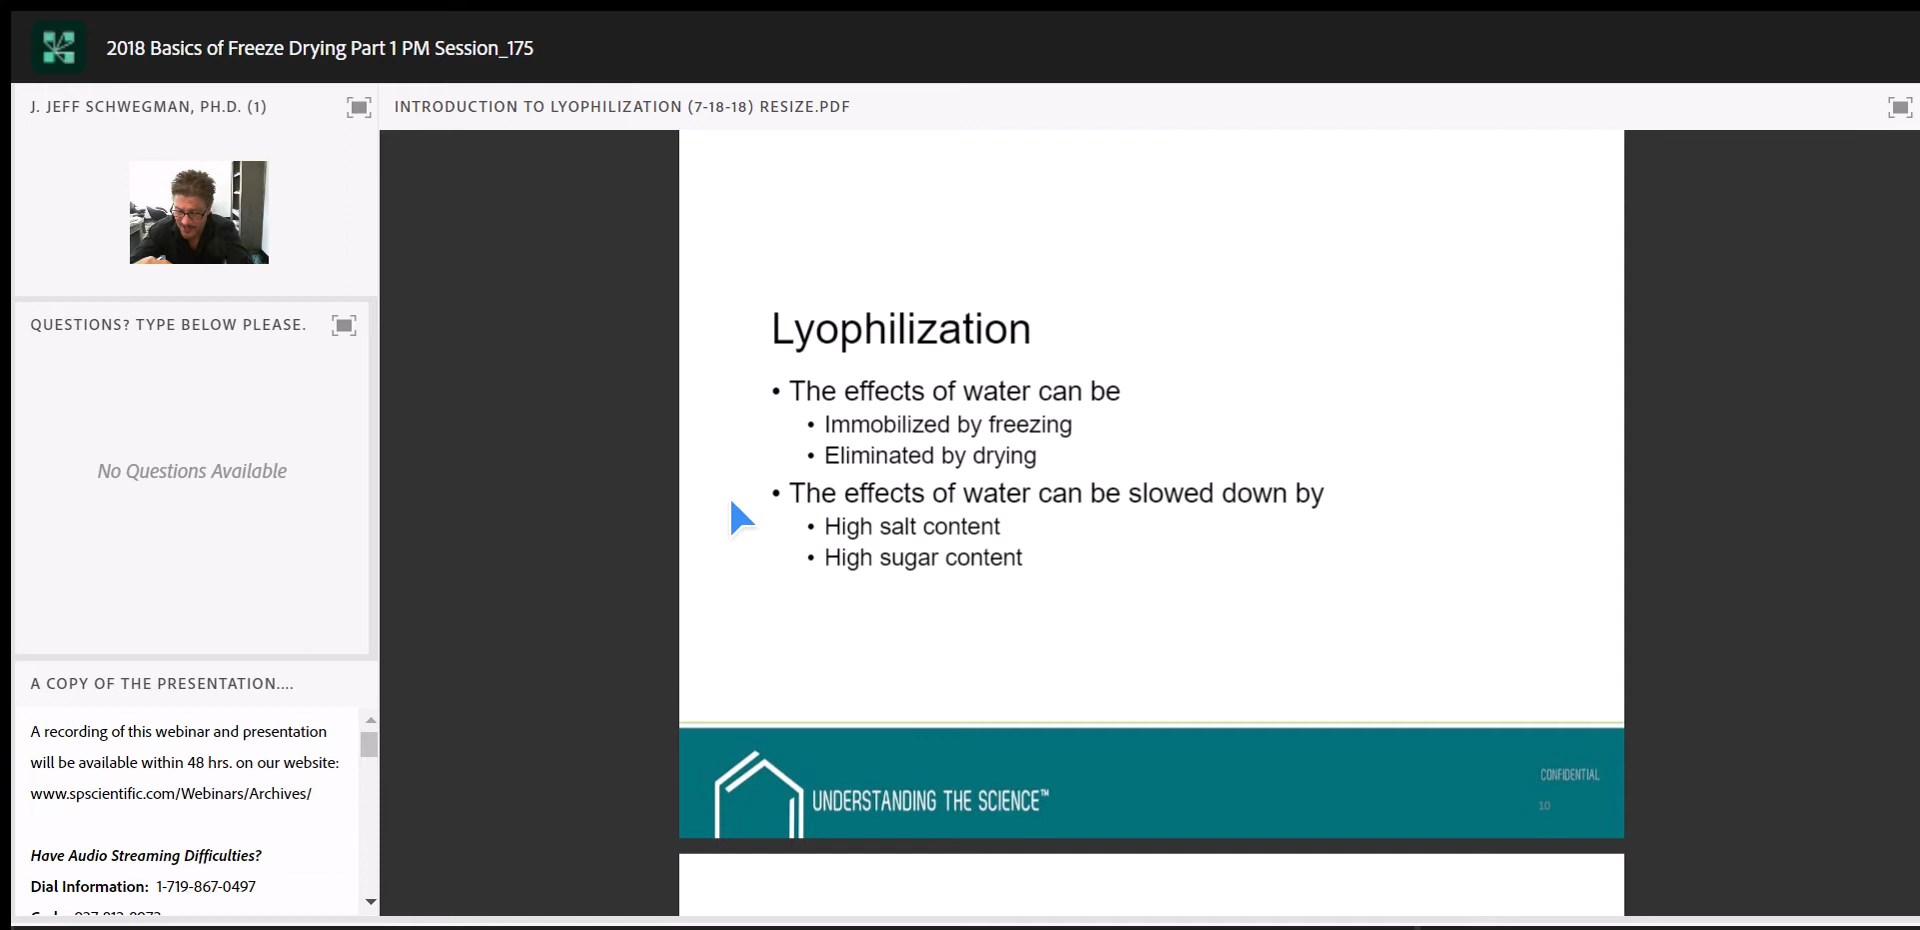 2018 Basics of Freeze Drying Part 1 PM Session_175
J. JEFF SCHWEGMAN, PH.D. (1)
INTRODUCTION TO LYOPHILIZATION (7-18-18) RESIZE.PDF
QUESTIONS? TYPE BELOW PLEASE.
No Questions Available
A COPY OF THE PRESENTATION....
A recording of this webinar and presentation
will be available within 48 hrs. on our website:
www.spscientific.com/Webinars/Archives/
Have Audio Streaming Difficulties?
Dial Information: 1-719-867-0497
Lyophilization
• The effects of water can be
• Immobilized by freezing
• Eliminated by drying
• The effects of water can be slowed down by
• High salt content
• High sugar content
UNDERSTANDING THE SCIENCE™
CONFIDENTIAL
10